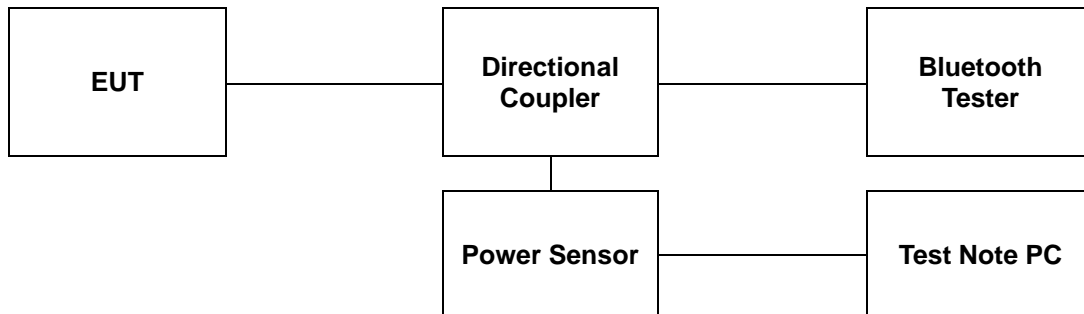 EUT
Directional
Coupler
Bluetooth
Tester
Power Sensor
Test Note PC